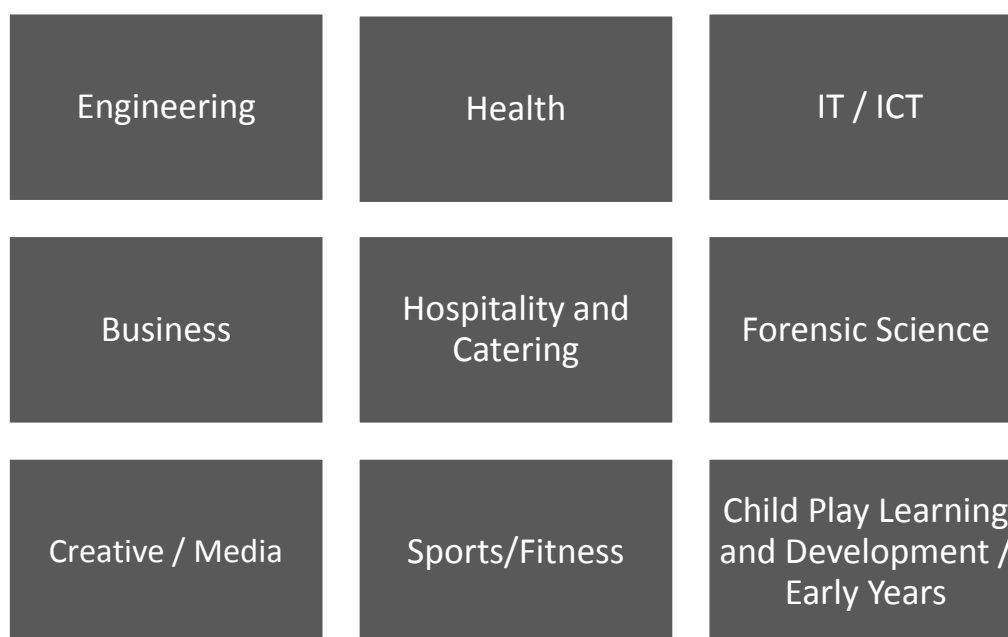 Engineering
Health
IT / ICT
Business
Hospitality and
Catering
Forensic Science
Creative / Media
Sports/Fitness
Child Play Learning
and Development /
Early Years